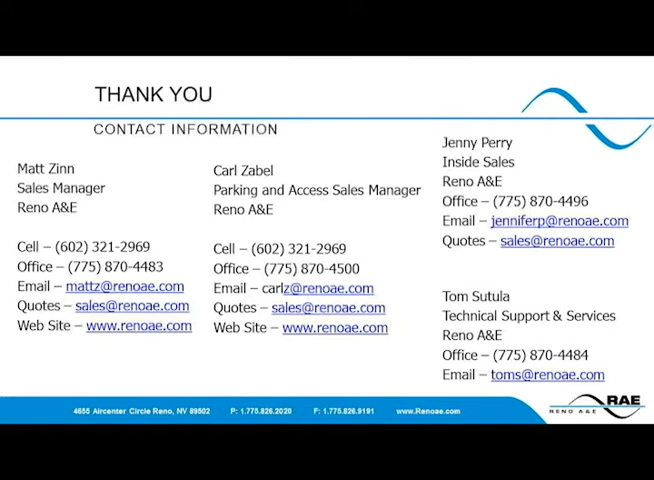 THANK YOU
CONTACT INFORMATION
Matt Zinn
Sales Manager
Reno A&E
Cell – (602) 321-2969
Office – (775) 870-4483
Email – mattz@renoae.com
Quotes – sales@renoae.com
Web Site – www.renoae.com
Carl Zabel
Parking and Access Sales Manager
Reno A&E
Cell – (602) 321-2969
Office – (775) 870-4500
Email – carlz@renoae.com
Quotes – sales@renoae.com
Web Site – www.renoae.com
Jenny Perry
Inside Sales
Reno A&E
Office – (775) 870-4496
Email – jenniferp@renoae.com
Quotes – sales@renoae.com
Tom Sutula
Technical Support & Services
Reno A&E
Office – (775) 870-4484
Email – toms@renoae.com
4655 Aircenter Circle Reno, NV 89502 P: 1.775.826.2020 F: 1.775.826.9191 www.Renoae.com
RAE
RENO A&E